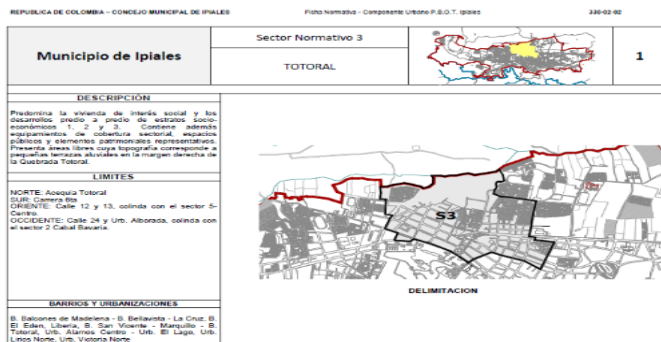 REPUBLICA DE COLOMBIA – CONCEJO MUNICIPAL DE IPIALES
Ficha Normativa - Componente Urbano P.B.O.T. Ipiales
330-02-02
Municipio de Ipiales
Sector Normativo 3
TOTORAL
1
DESCRIPCIÓN
Predomina la vivienda de interés social y los
desarrollos predio a predio de estratos socio-
económicos 1, 2 y 3. Contiene además
equipamientos de cobertura sectorial, espacios
públicos y elementos patrimoniales representativos.
Presenta áreas libres cuya topografía corresponde a
pequeñas terrazas aluviales en la margen derecha de
la Quebrada Totoral.
LIMITES
NORTE: Acequia Totoral
SUR: Carrera 6ta
ORIENTE: Calle 12 y 13, colinda con el sector 5-
Centro.
OCCIDENTE: Calle 24 y Urb. Alborada, colinda con
el sector 2 Cabal Bavaria.
S3
DELIMITACION
BARRIOS Y URBANIZACIONES
B. Balcones de Madelena - B. Bellavista - La Cruz, B.
El Eden, Liberia, B. San Vicente - Marquillo - B.
Totoral, Urb. Alamos Centro - Urb. El Lago, Urb.
Lirios Norte, Urb. Victoria Norte